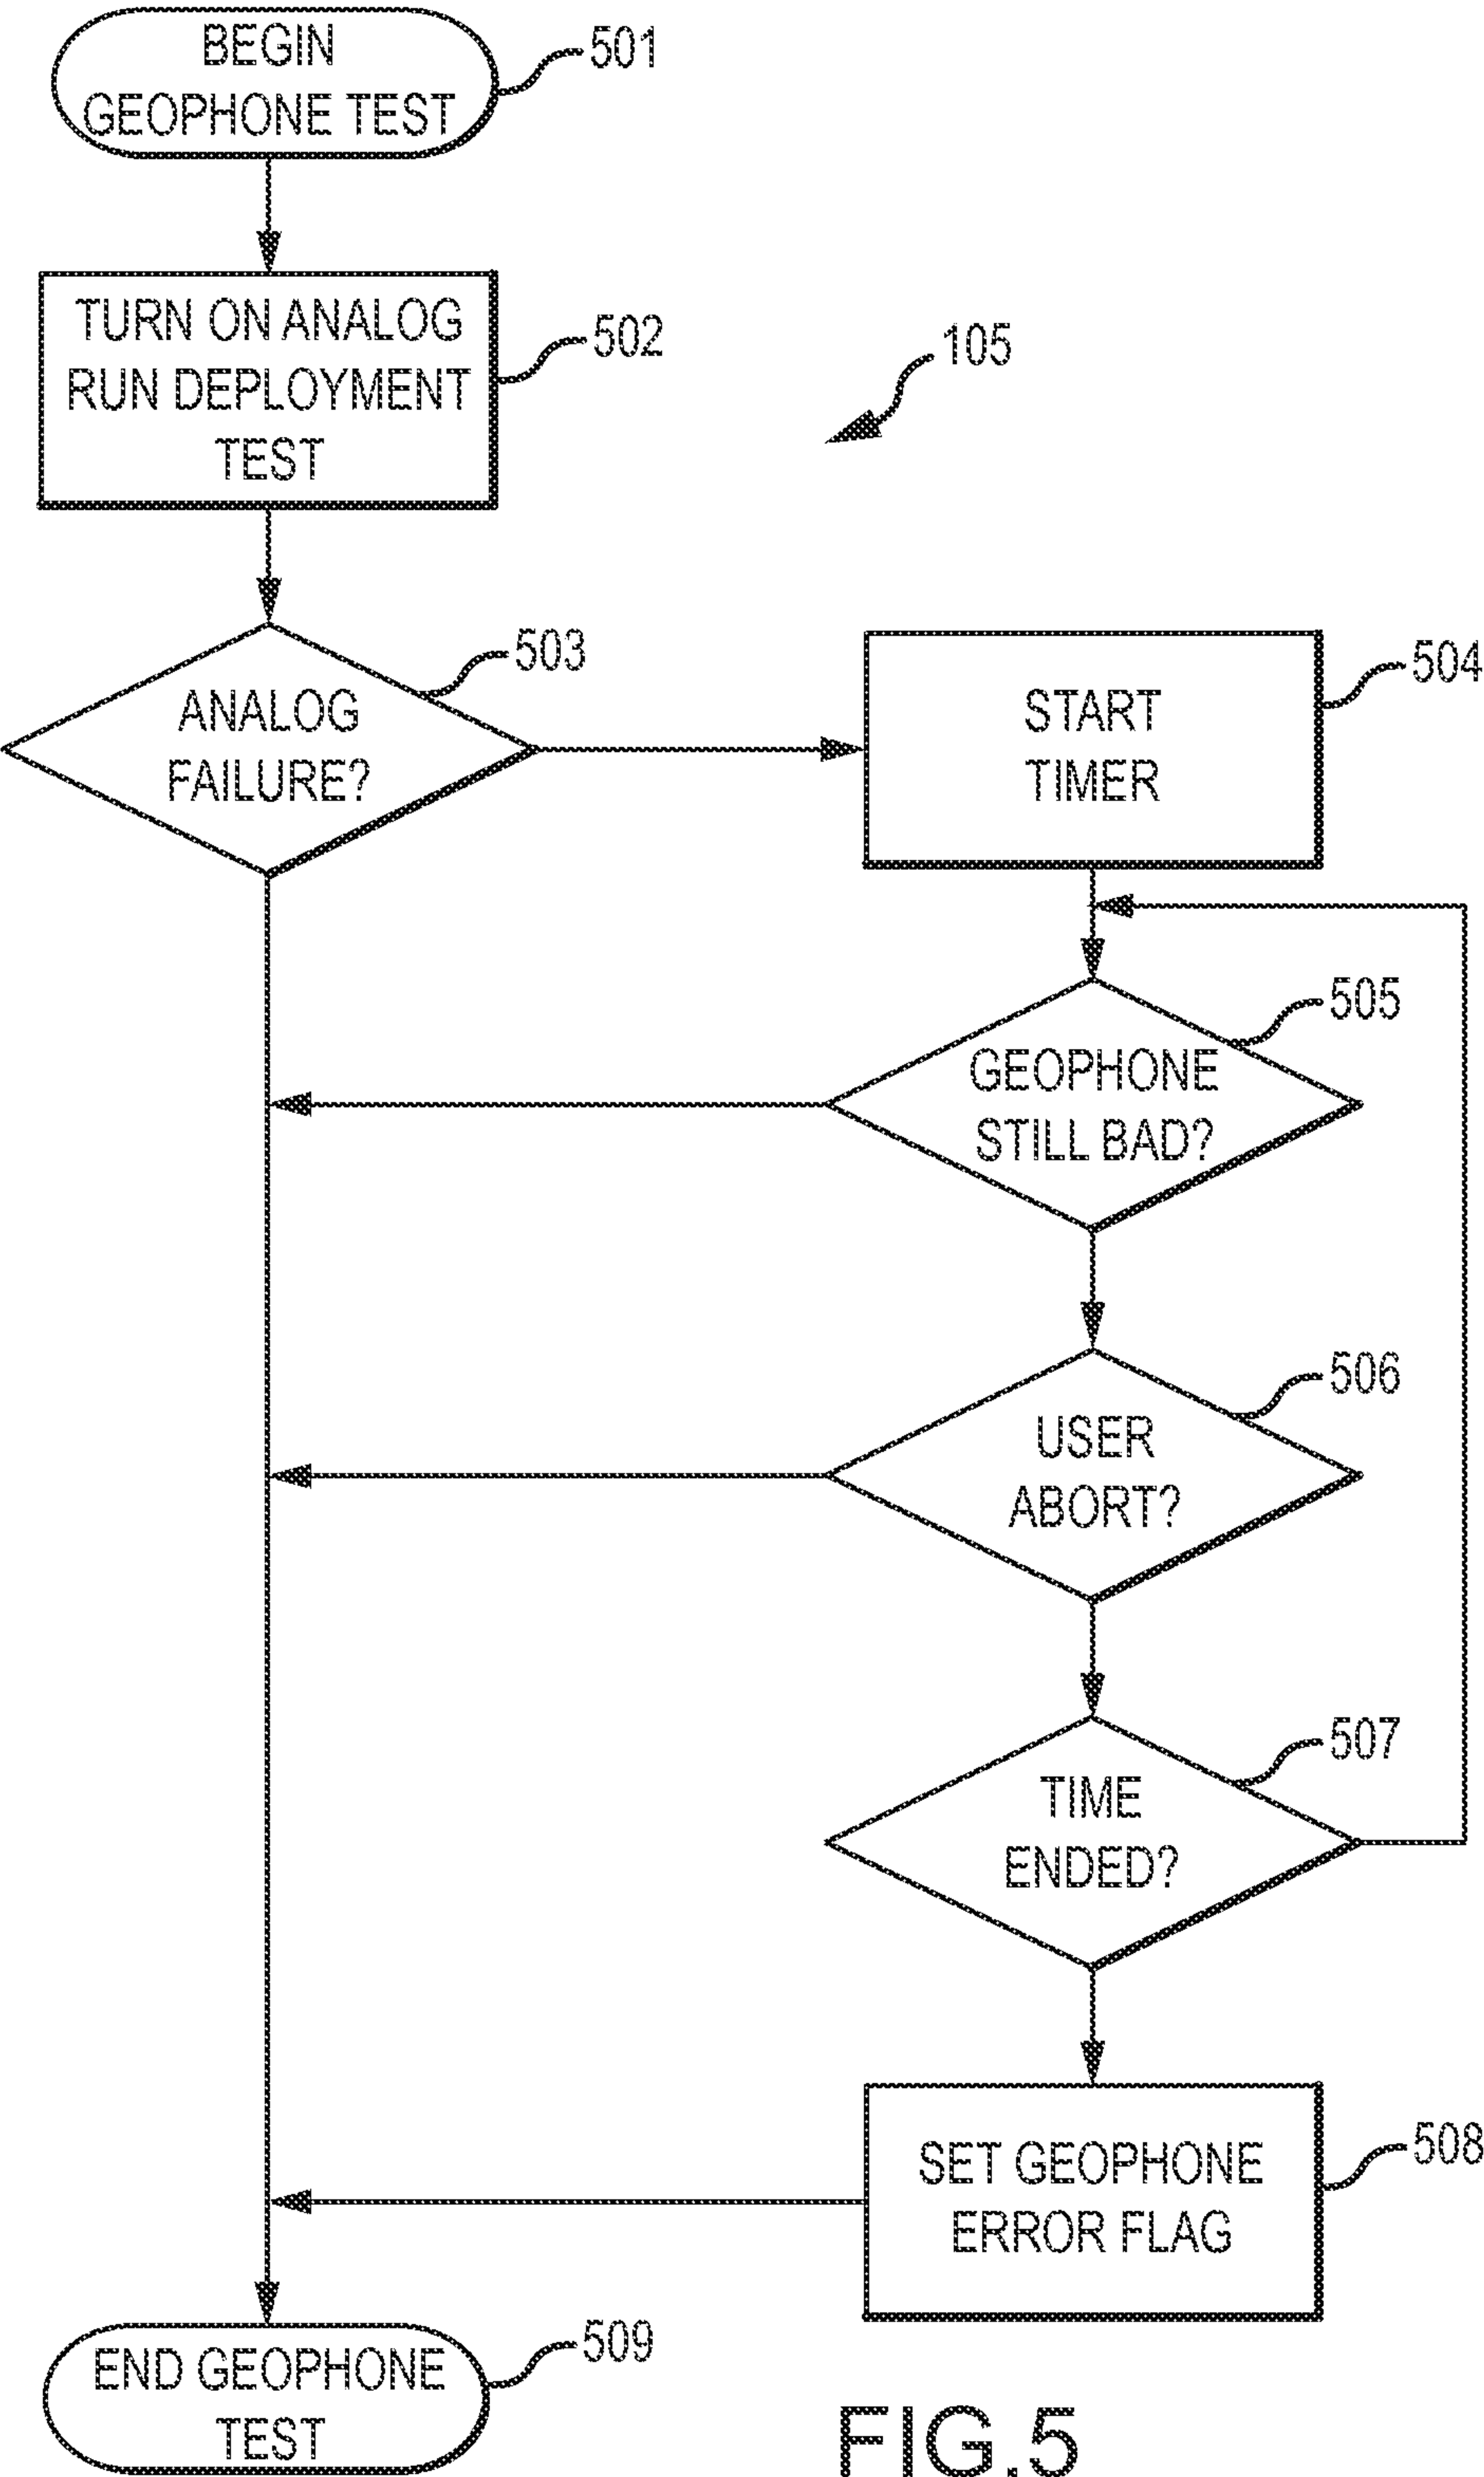 BEGIN
GEOPHONE TEST
501
TURN ON ANALOG
RUN DEPLOYMENT
TEST
502
105
ANALOG
FAILURE?
503
START
TIMER
504
GEOPHONE
STILL BAD?
505
USER
ABORT?
506
TIME
ENDED?
507
SET GEOPHONE
ERROR FLAG
508
END GEOPHONE
TEST
509
FIG.5